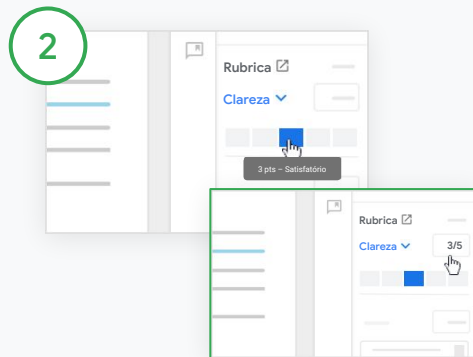 2
Rubrica
Clareza
3 pts – Satisfatório
Rubrica
Clareza
3/5